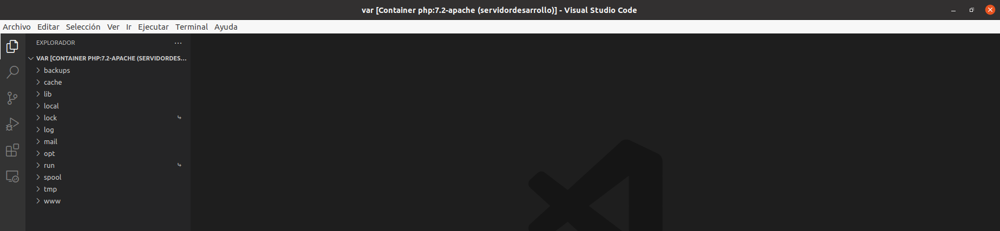 var [Container php:7.2-apache (servidordesarrollo)] - Visual Studio Code
Archivo Editar Selección Ver Ir Ejecutar Terminal Ayuda
EXPLORADOR
VAR [CONTAINER PHP:7.2-APACHE (SERVIDORDES...
backups
cache
lib
local
lock
log
mail
opt
run
spool
tmp
www